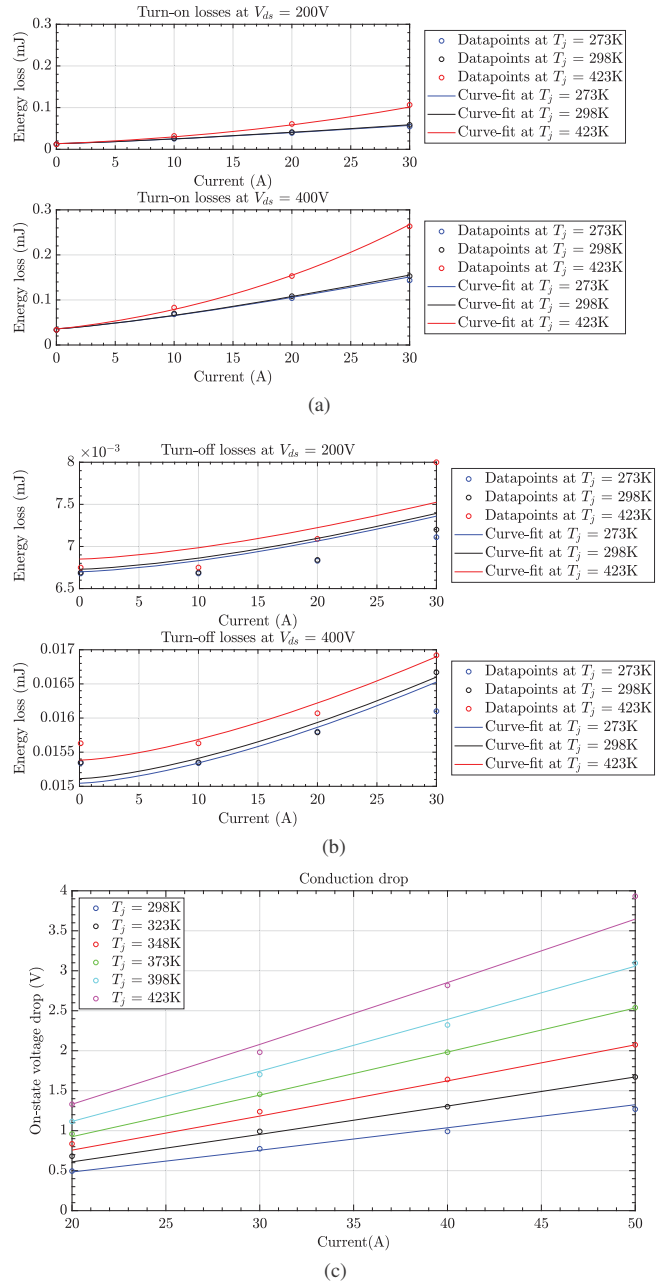 Turn-on losses at V_ds = 200V
Energy loss (mJ)
0.3
0.2
0.1
0
0 5 10 15 20 25 30
Current (A)
Datapoints at T_j = 273K
Datapoints at T_j = 298K
Datapoints at T_j = 423K
Curve-fit at T_j = 273K
Curve-fit at T_j = 298K
Curve-fit at T_j = 423K
Turn-on losses at V_ds = 400V
Energy loss (mJ)
0.3
0.2
0.1
0
0 5 10 15 20 25 30
Current (A)
Datapoints at T_j = 273K
Datapoints at T_j = 298K
Datapoints at T_j = 423K
Curve-fit at T_j = 273K
Curve-fit at T_j = 298K
Curve-fit at T_j = 423K
(a)
Turn-off losses at V_ds = 200V
× 10⁻³
Energy loss (mJ)
8
7.5
7
6.5
0 5 10 15 20 25 30
Current (A)
Datapoints at T_j = 273K
Datapoints at T_j = 298K
Datapoints at T_j = 423K
Curve-fit at T_j = 273K
Curve-fit at T_j = 298K
Curve-fit at T_j = 423K
Turn-off losses at V_ds = 400V
Energy loss (mJ)
0.017
0.0165
0.016
0.0155
0.015
0 5 10 15 20 25 30
Current (A)
Datapoints at T_j = 273K
Datapoints at T_j = 298K
Datapoints at T_j = 423K
Curve-fit at T_j = 273K
Curve-fit at T_j = 298K
Curve-fit at T_j = 423K
(b)
Conduction drop
On-state voltage drop (V)
4
3.5
3
2.5
2
1.5
1
0.5
0
T_j = 298K
T_j = 323K
T_j = 348K
T_j = 373K
T_j = 398K
T_j = 423K
20 25 30 35 40 45 50
Current(A)
(c)